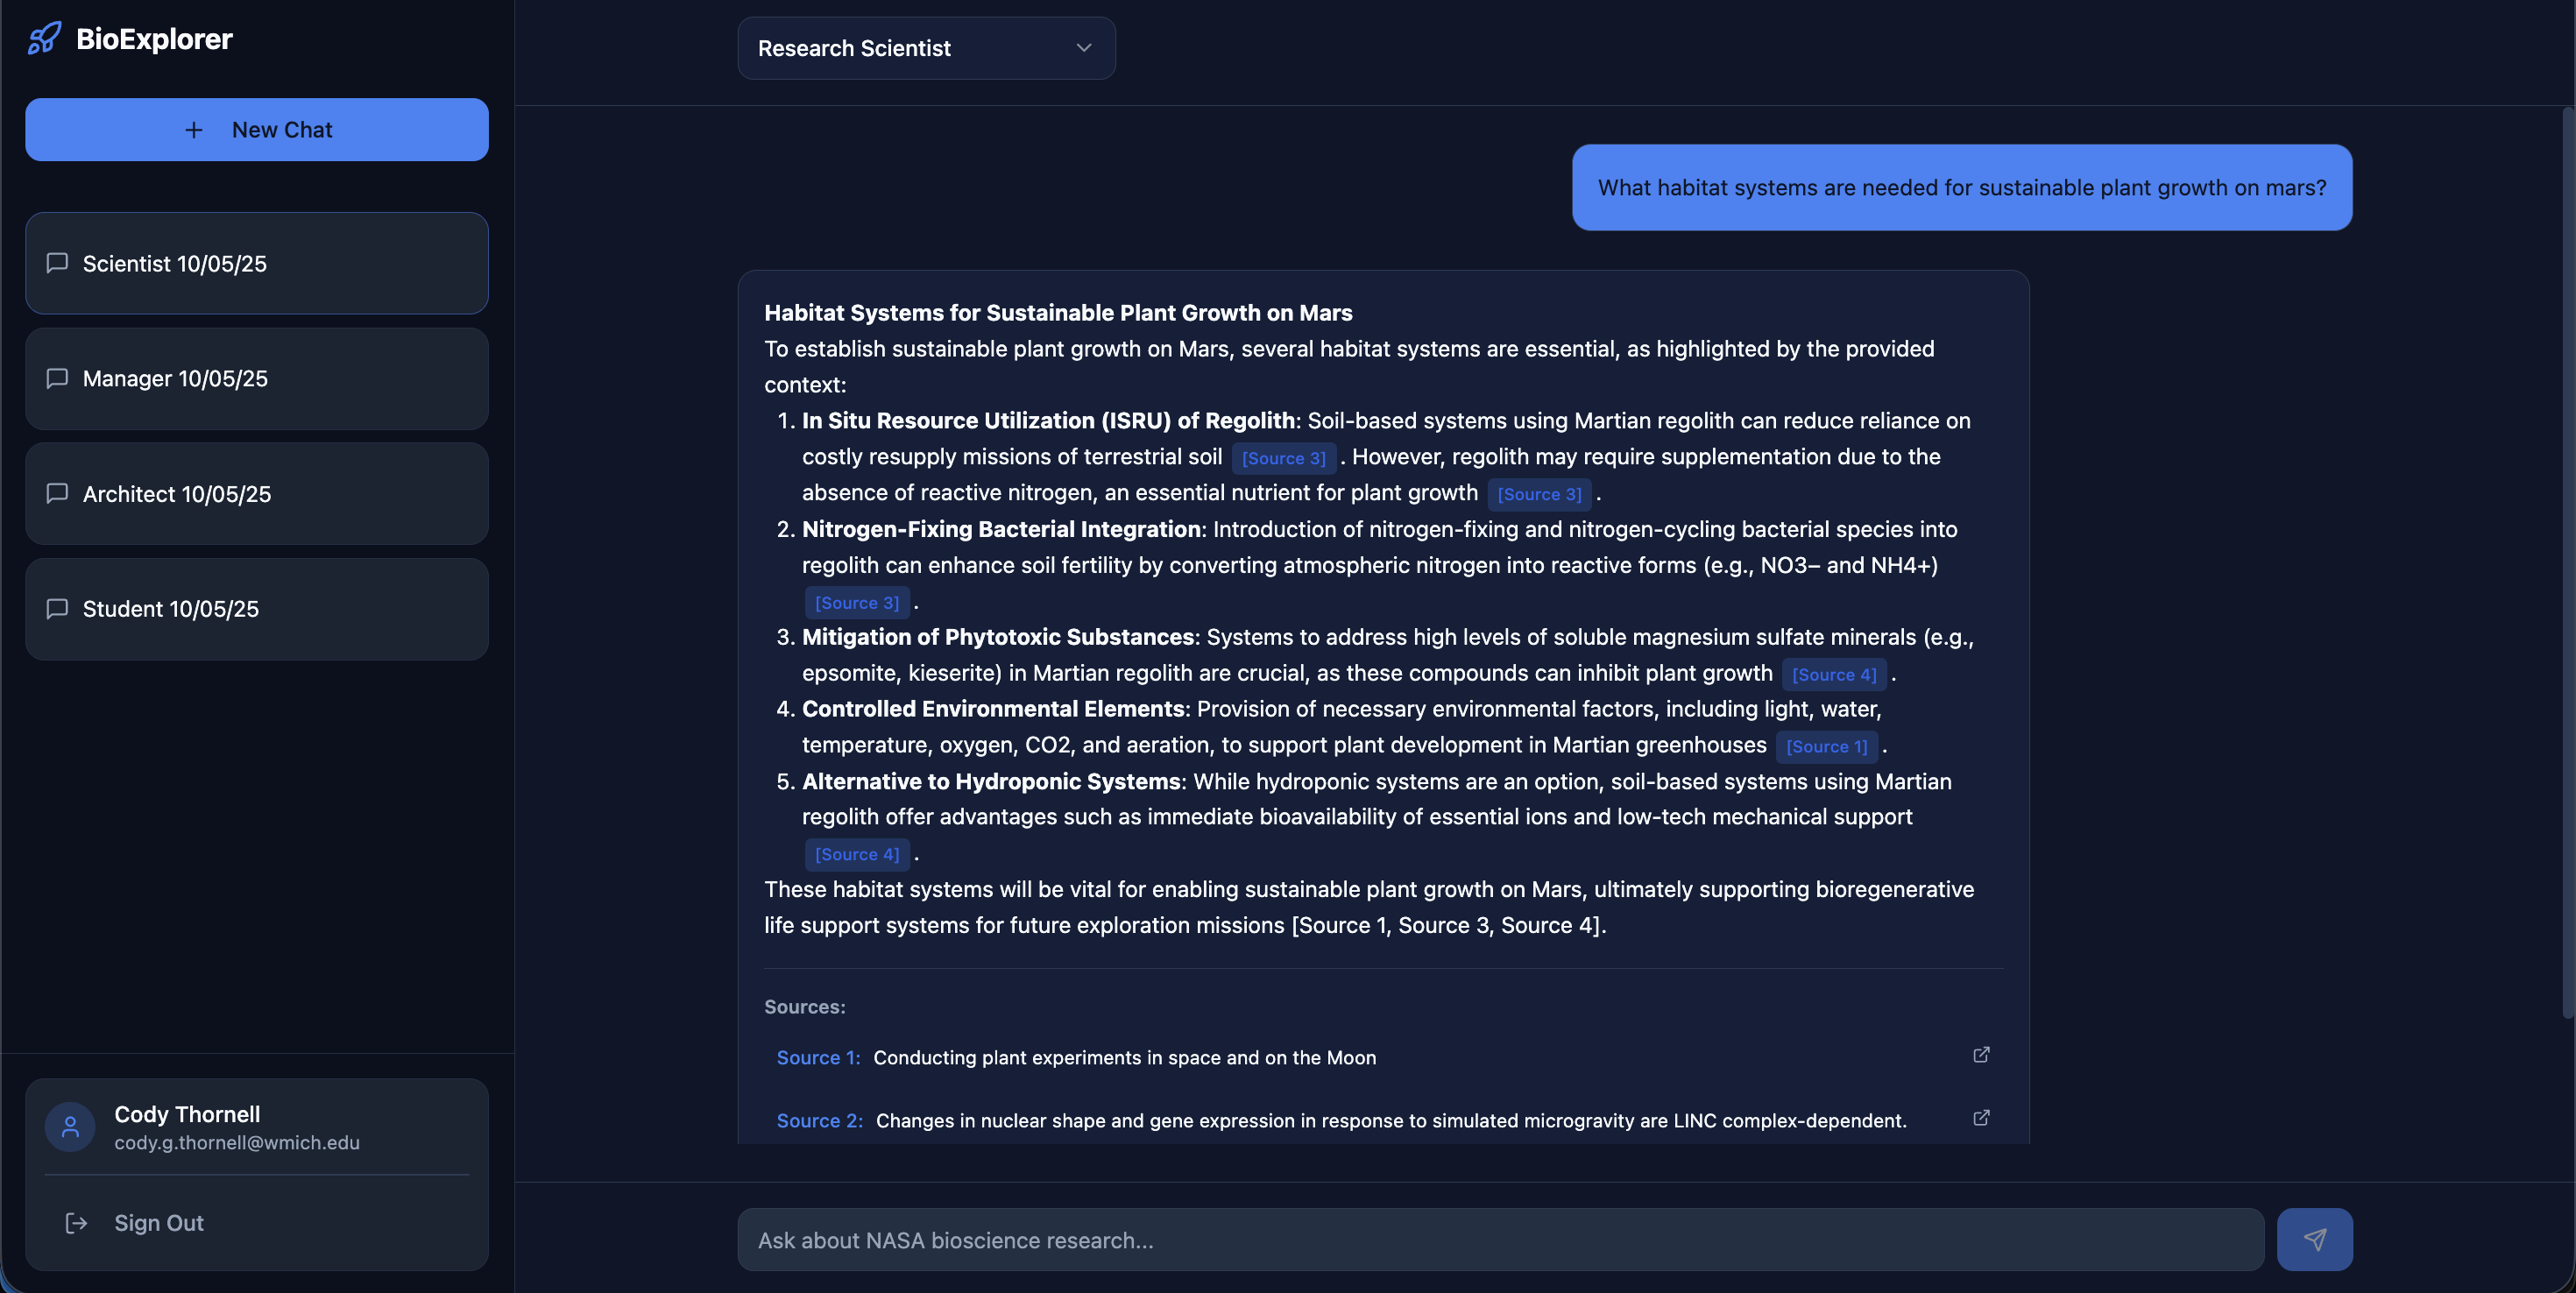 BioExplorer
New Chat
Scientist 10/05/25
Manager 10/05/25
Architect 10/05/25
Student 10/05/25
Cody Thornell
cody.g.thornell@wmich.edu
Sign Out
Research Scientist
What habitat systems are needed for sustainable plant growth on mars?
Habitat Systems for Sustainable Plant Growth on Mars
To establish sustainable plant growth on Mars, several habitat systems are essential, as highlighted by the provided
context:
1. In Situ Resource Utilization (ISRU) of Regolith: Soil-based systems using Martian regolith can reduce reliance on
costly resupply missions of terrestrial soil [Source 3] . However, regolith may require supplementation due to the
absence of reactive nitrogen, an essential nutrient for plant growth [Source 3] .
2. Nitrogen-Fixing Bacterial Integration: Introduction of nitrogen-fixing and nitrogen-cycling bacterial species into
regolith can enhance soil fertility by converting atmospheric nitrogen into reactive forms (e.g., NO3− and NH4+)
[Source 3] .
3. Mitigation of Phytotoxic Substances: Systems to address high levels of soluble magnesium sulfate minerals (e.g.,
epsomite, kieserite) in Martian regolith are crucial, as these compounds can inhibit plant growth [Source 4] .
4. Controlled Environmental Elements: Provision of necessary environmental factors, including light, water,
temperature, oxygen, CO2, and aeration, to support plant development in Martian greenhouses [Source 1] .
5. Alternative to Hydroponic Systems: While hydroponic systems are an option, soil-based systems using Martian
regolith offer advantages such as immediate bioavailability of essential ions and low-tech mechanical support
[Source 4] .
These habitat systems will be vital for enabling sustainable plant growth on Mars, ultimately supporting bioregenerative
life support systems for future exploration missions [Source 1, Source 3, Source 4].
Sources:
Source 1: Conducting plant experiments in space and on the Moon
Source 2: Changes in nuclear shape and gene expression in response to simulated microgravity are LINC complex-dependent.
Ask about NASA bioscience research...